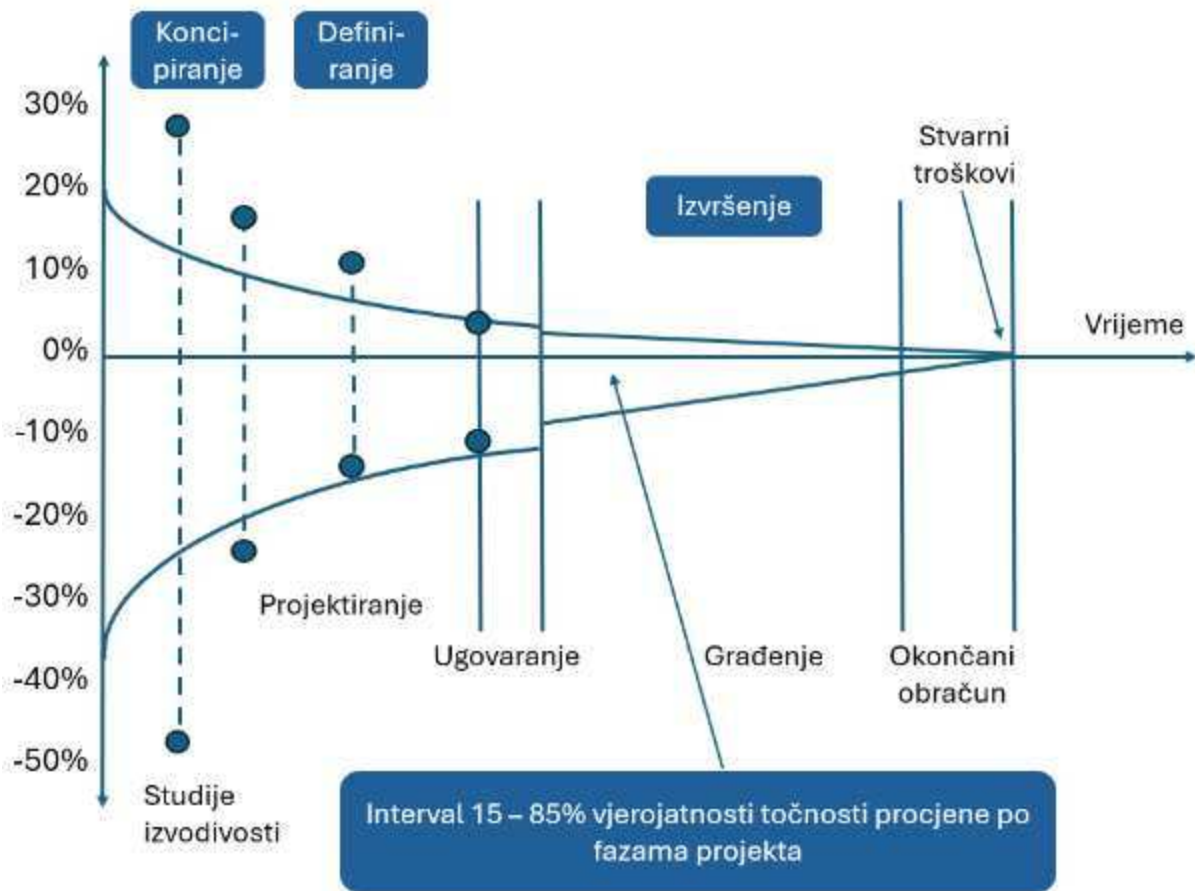 Konci-
piranje
Defini-
ranje
30%
20%
10%
0%
-10%
-20%
-30%
-40%
-50%
Stvarni
troškovi
Izvršenje
Vrijeme
Projektiranje
Ugovaranje
Građenje
Okončani
obračun
Studije
izvodivosti
Interval 15 – 85% vjerojatnosti točnosti procjene po
fazama projekta